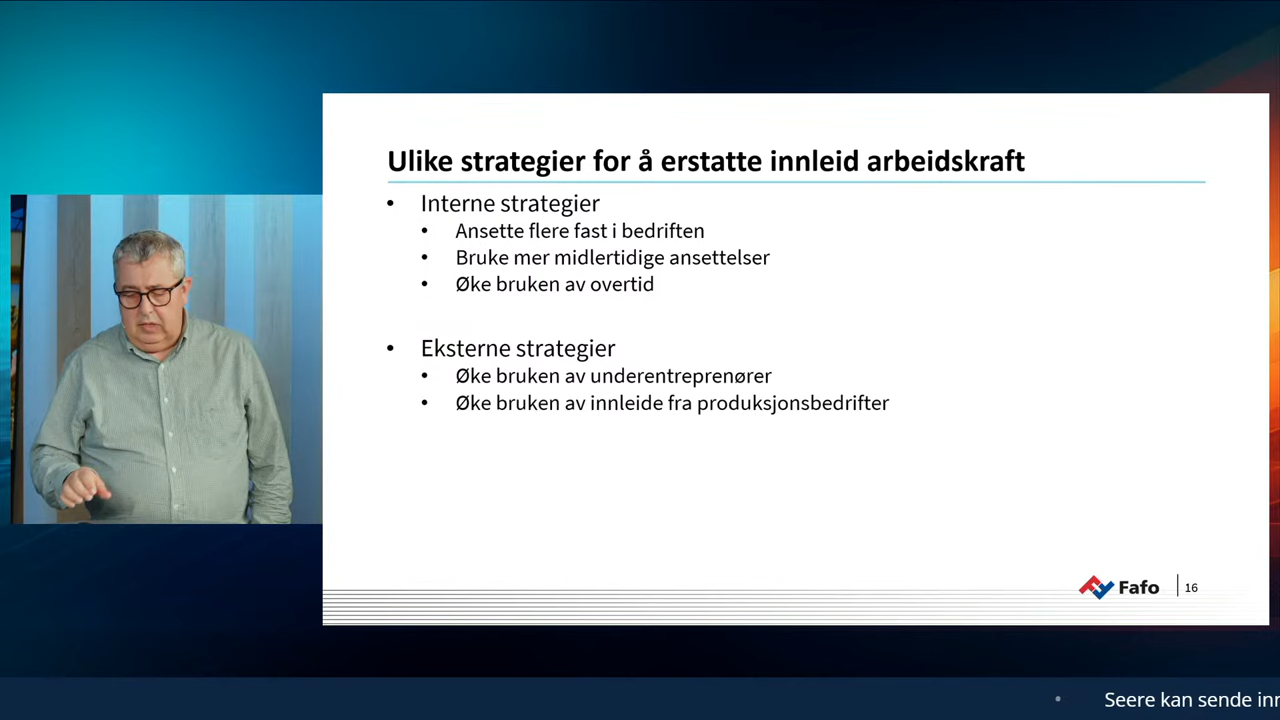 Ulike strategier for å erstatte innleid arbeidskraft
• Interne strategier
• Ansette flere fast i bedriften
• Bruke mer midlertidige ansettelser
• Øke bruken av overtid
• Eksterne strategier
• Øke bruken av underentreprenører
• Øke bruken av innleide fra produksjonsbedrifter
Fafo
16
• Seere kan sende